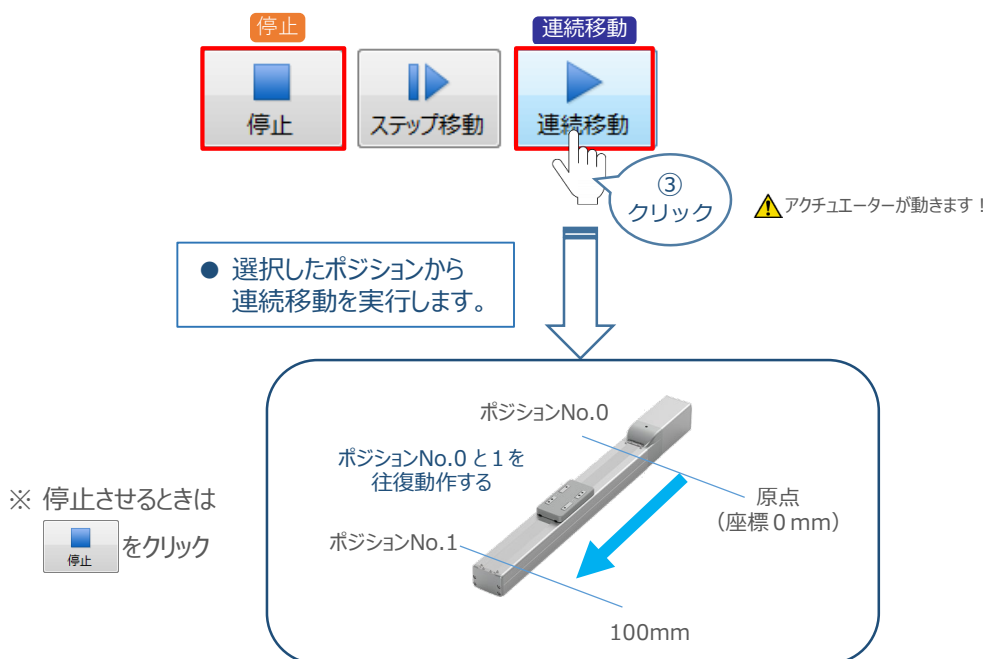 停止
連続移動
停止
ステップ移動
連続移動
③
クリック
アクチュエーターが動きます！
● 選択したポジションから
連続移動を実行します。
ポジションNo.0
ポジションNo.0 と１を
往復動作する
原点
（座標０mm）
ポジションNo.1
100mm
※ 停止させるときは
停止
をクリック